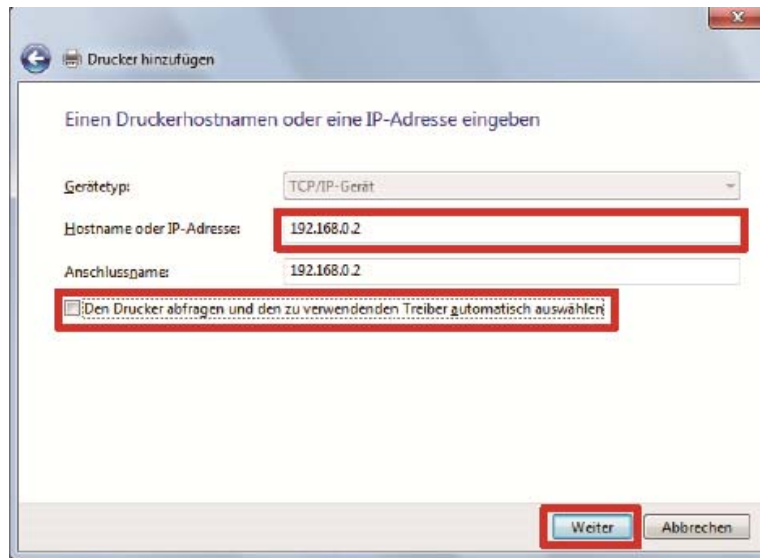 Drucker hinzufügen
Einen Druckerhostnamen oder eine IP-Adresse eingeben
Gerätetyp: TCP/IP-Gerät
Hostname oder IP-Adresse: 192.168.0.2
Anschlussname: 192.168.0.2
Den Drucker abfragen und den zu verwendenden Treiber automatisch auswählen
Weiter Abbrechen